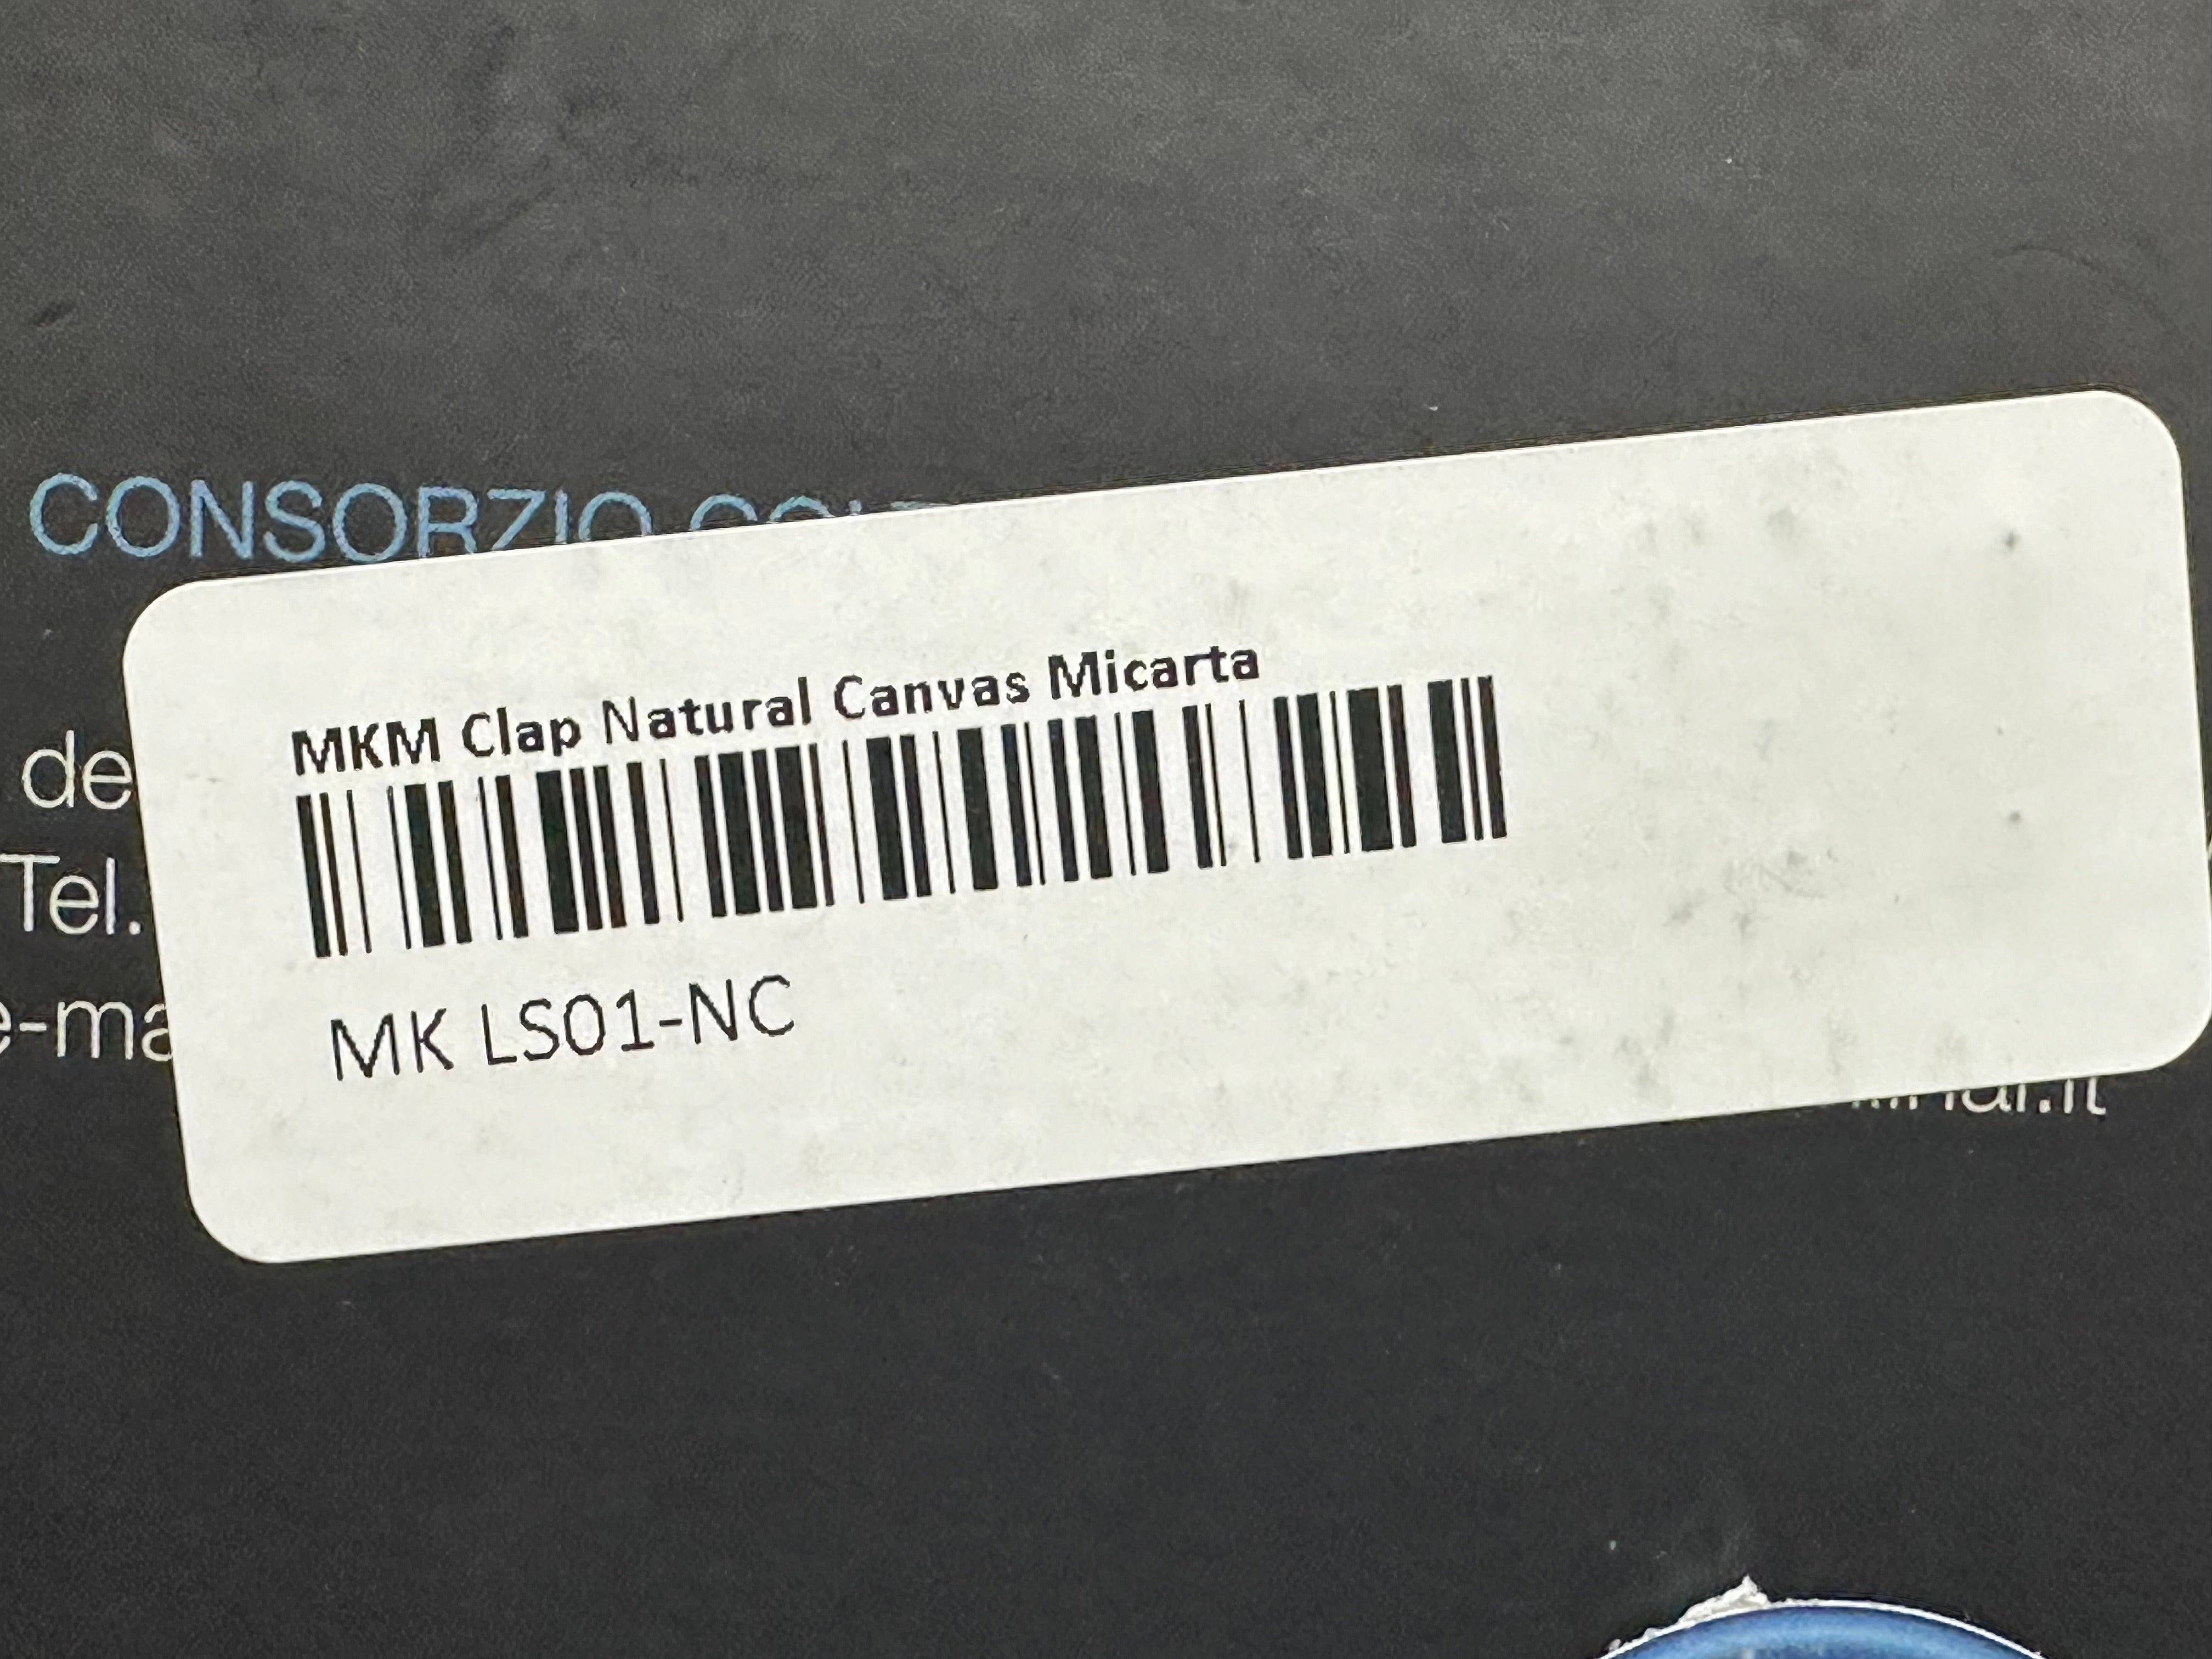 CONSORZIO
MKM Clap Natural Canvas Micarta
de
Tel.
MK LS01-NC
e-ma